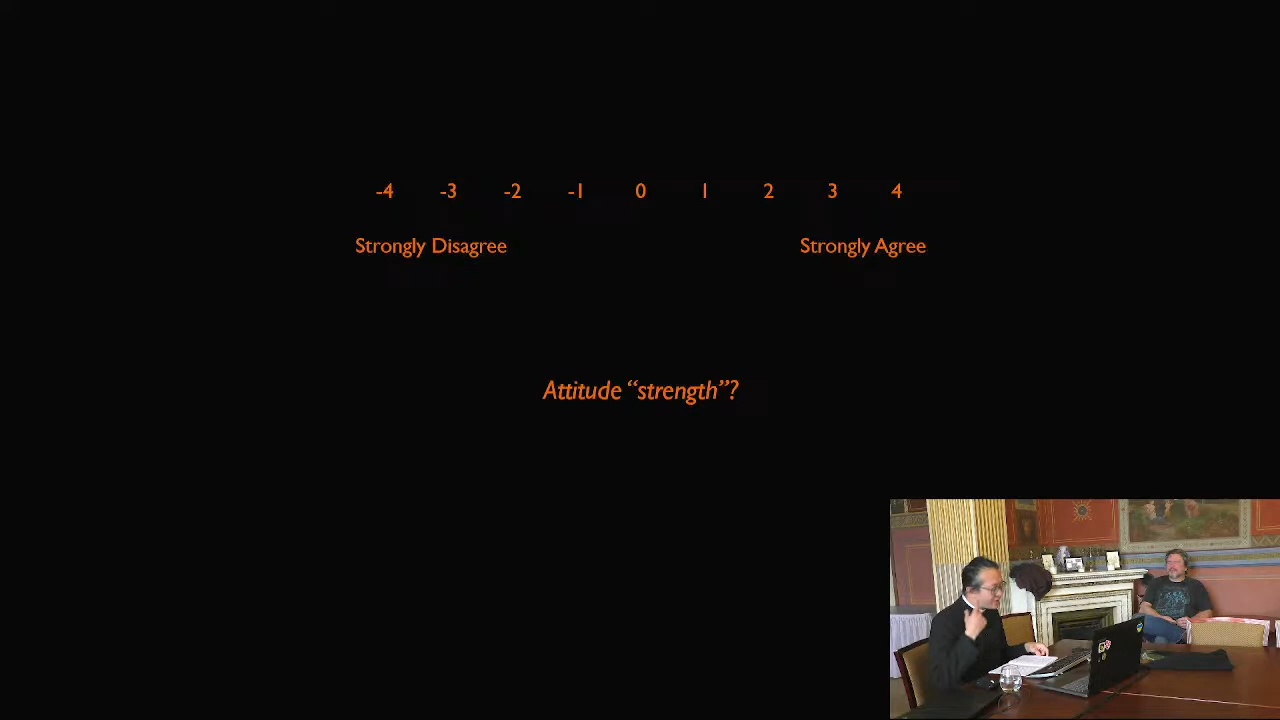 -4 -3 -2 -1 0 1 2 3 4
Strongly Disagree Strongly Agree
Attitude “strength”?